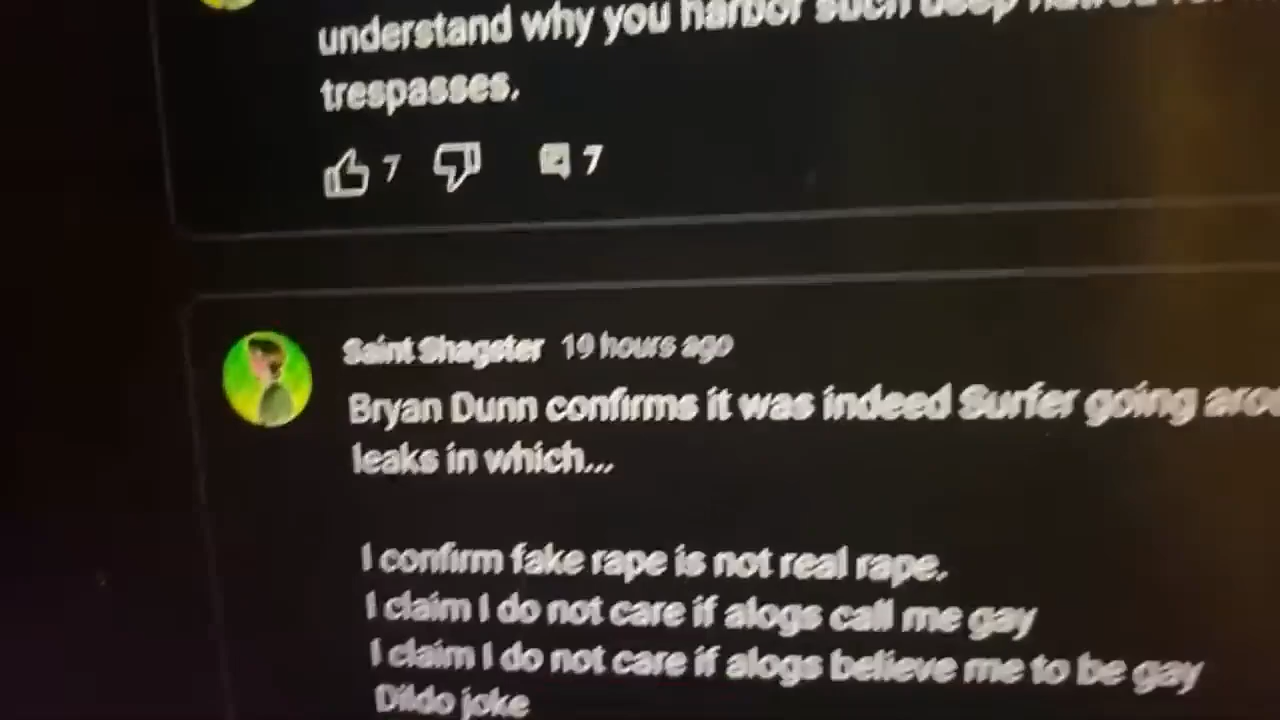 understand why you harbor such deep
trespasses.
7 7
Saint Shagster 19 hours ago
Bryan Dunn confirms it was indeed Surfer going
leaks in which...
I confirm fake rape is not real rape.
I claim I do not care if alogs call me gay
I claim I do not care if alogs believe me to be gay
Dildo joke